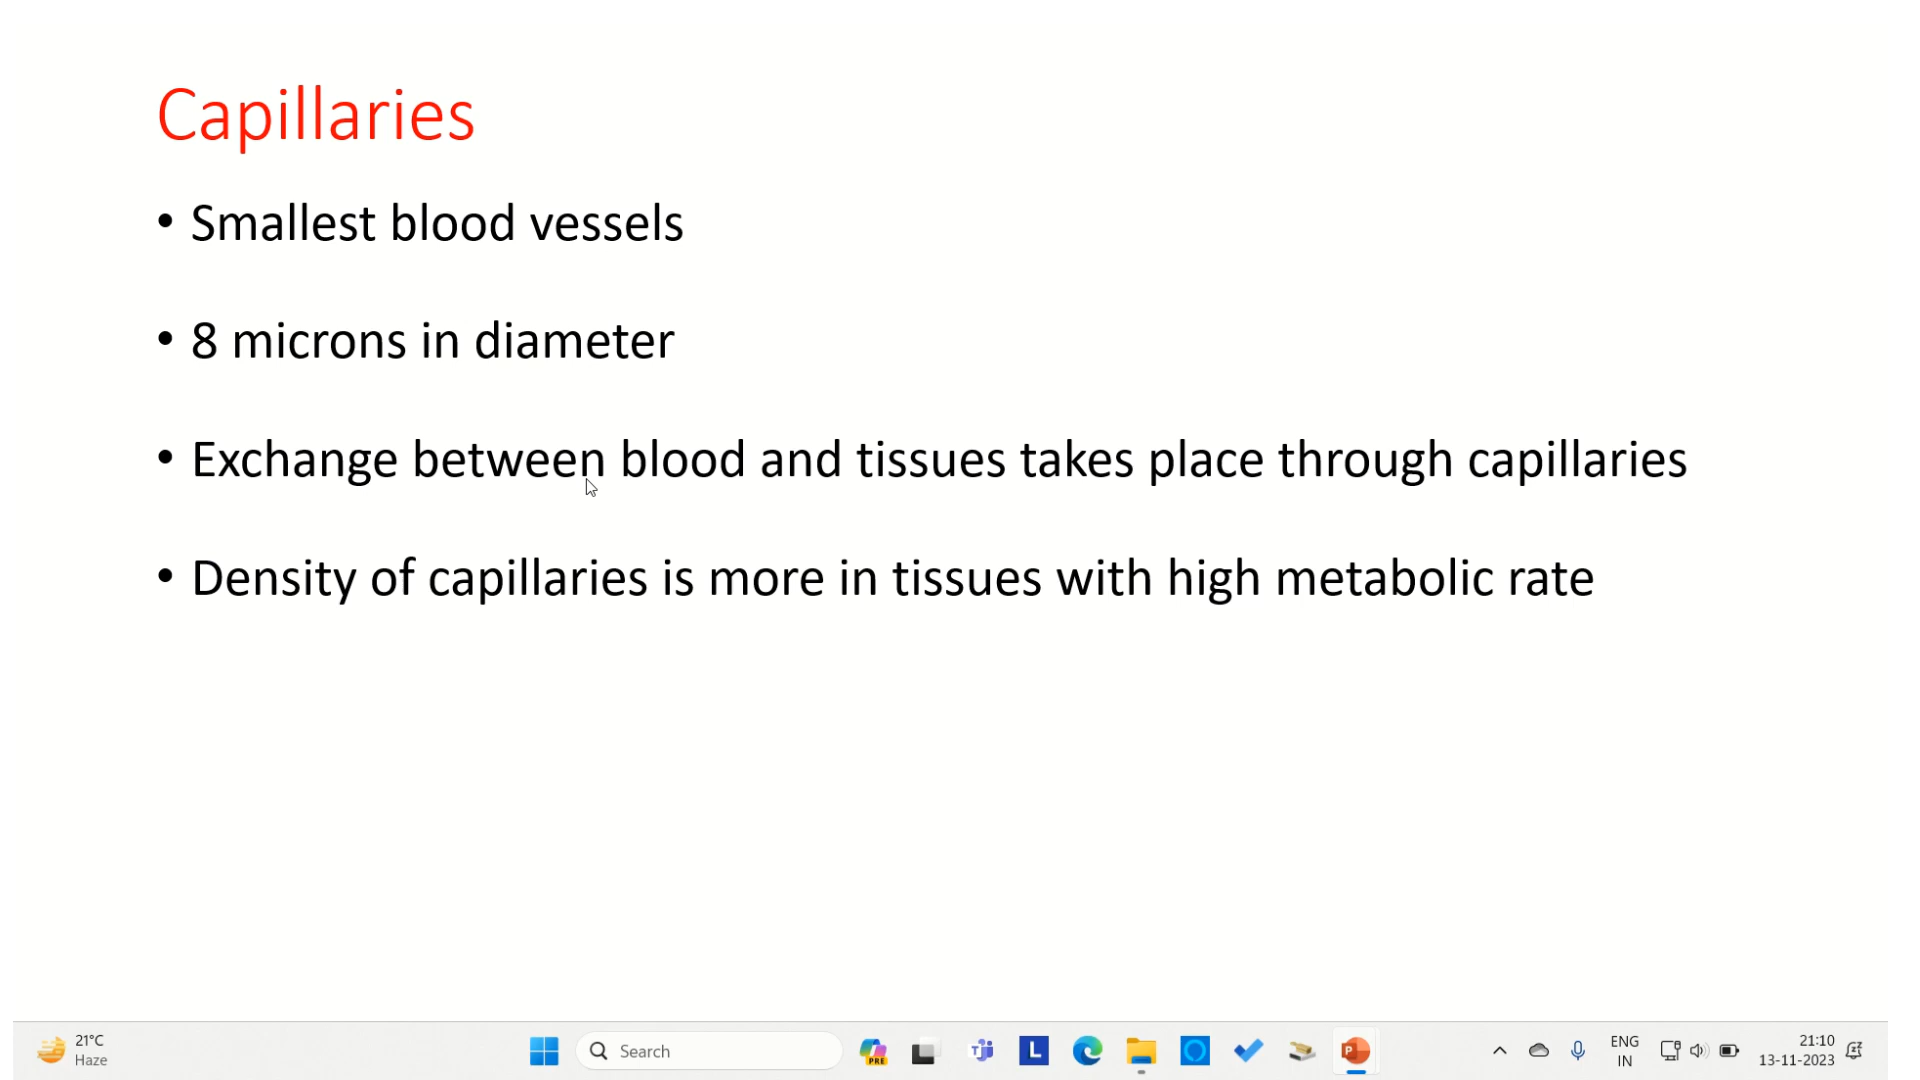 Capillaries
• Smallest blood vessels
• 8 microns in diameter
• Exchange between blood and tissues takes place through capillaries
• Density of capillaries is more in tissues with high metabolic rate
21°C
Haze
Search
PRE
L
P
ENG
IN
21:10
13-11-2023